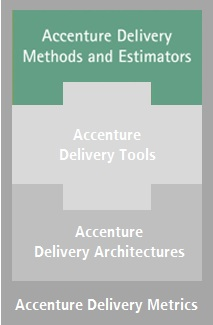 Accenture Delivery
Methods and Estimators
Accenture
Delivery Tools
Accenture
Delivery Architectures
Accenture Delivery Metrics